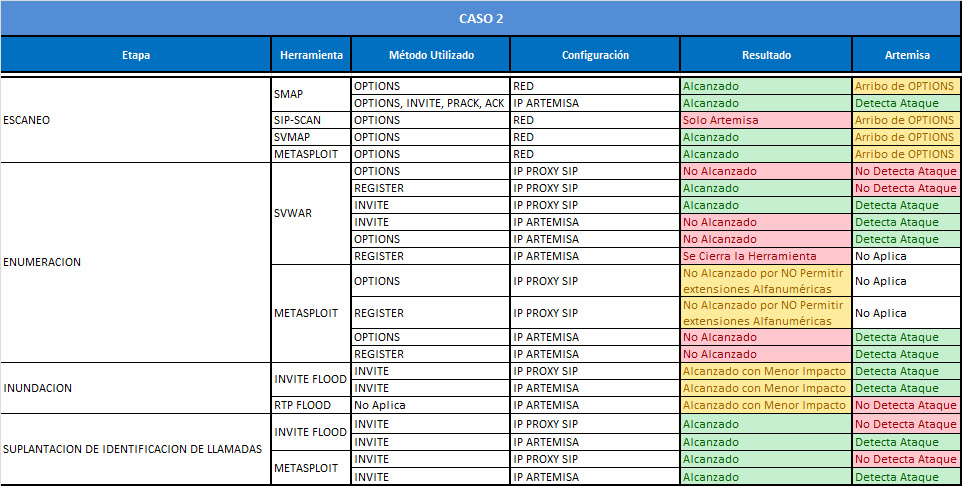 CASO 2
Etapa Herramienta Método Utilizado Configuración Resultado Artemisa
ESCANEO SMAP OPTIONS RED Alcanzado Arribo de OPTIONS
OPTIONS, INVITE, PRACK, ACK IP ARTEMISA Alcanzado Detecta Ataque
SIP-SCAN OPTIONS RED Solo Artemisa Arribo de OPTIONS
SVMAP OPTIONS RED Alcanzado Arribo de OPTIONS
METASPLOIT OPTIONS RED Alcanzado Arribo de OPTIONS
ENUMERACION SVWAR OPTIONS IP PROXY SIP No Alcanzado No Detecta Ataque
REGISTER IP PROXY SIP Alcanzado No Detecta Ataque
INVITE IP PROXY SIP Alcanzado Detecta Ataque
INVITE IP ARTEMISA No Alcanzado Detecta Ataque
OPTIONS IP ARTEMISA No Alcanzado Detecta Ataque
REGISTER IP ARTEMISA Se Cierra la Herramienta No Aplica
METASPLOIT OPTIONS IP PROXY SIP No Alcanzado por NO Permitir
extensiones Alfanuméricas No Aplica
REGISTER IP PROXY SIP No Alcanzado por NO Permitir
extensiones Alfanuméricas No Aplica
OPTIONS IP ARTEMISA No Alcanzado Detecta Ataque
REGISTER IP ARTEMISA No Alcanzado Detecta Ataque
INUNDACION INVITE FLOOD INVITE IP PROXY SIP Alcanzado con Menor Impacto Detecta Ataque
INVITE IP ARTEMISA Alcanzado con Menor Impacto Detecta Ataque
RTP FLOOD No Aplica IP ARTEMISA Alcanzado con Menor Impacto No Detecta Ataque
SUPLANTACION DE IDENTIFICACION DE LLAMADAS INVITE FLOOD INVITE IP PROXY SIP Alcanzado No Detecta Ataque
INVITE IP ARTEMISA Alcanzado Detecta Ataque
METASPLOIT INVITE IP PROXY SIP Alcanzado No Detecta Ataque
INVITE IP ARTEMISA Alcanzado Detecta Ataque